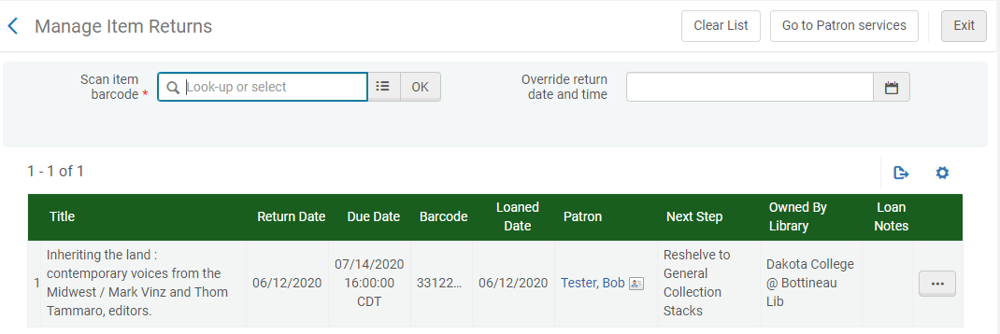 Manage Item Returns
Clear List
Go to Patron services
Exit
Scan item
barcode *
Look-up or select
OK
Override return
date and time
1 - 1 of 1
Title
Return Date
Due Date
Barcode
Loaned
Date
Patron
Next Step
Owned By
Library
Loan
Notes
1
Inheriting the land :
contemporary voices from the
Midwest / Mark Vinz and Thom
Tammaro, editors.
06/12/2020
07/14/2020
16:00:00
CDT
33122...
06/12/2020
Tester, Bob
Reshelve to
General
Collection
Stacks
Dakota College
@ Bottineau
Lib